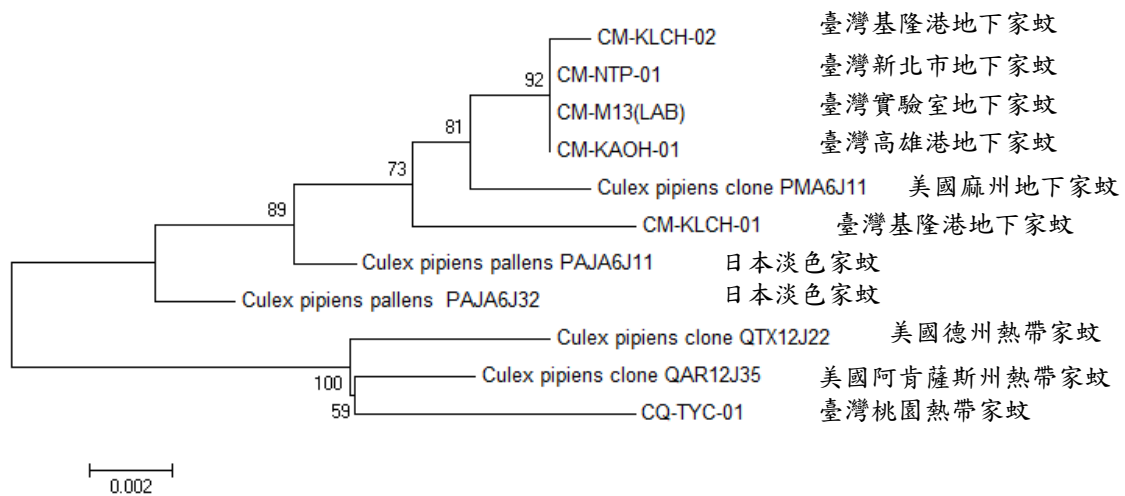 CM-KLCH-02 臺灣基隆港地下家蚊
92 CM-NTP-01 臺灣新北市地下家蚊
CM-M13(LAB) 臺灣實驗室地下家蚊
81
CM-KAOH-01 臺灣高雄港地下家蚊
73
Culex pipiens clone PMA6J11 美國麻州地下家蚊
89
CM-KLCH-01 臺灣基隆港地下家蚊
Culex pipiens pallens PAJA6J11 日本淡色家蚊
Culex pipiens pallens PAJA6J32 日本淡色家蚊
Culex pipiens clone QTX12J22 美國德州熱帶家蚊
100 Culex pipiens clone QAR12J35 美國阿肯薩斯州熱帶家蚊
59 CQ-TYC-01 臺灣桃園熱帶家蚊
0.002